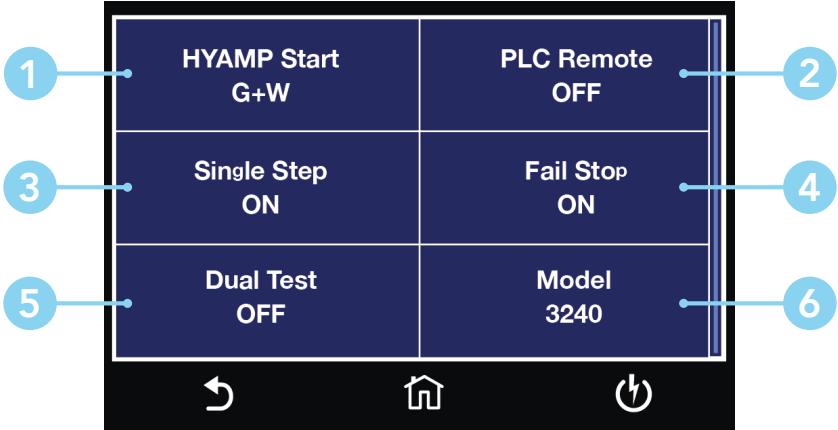 1
HYAMP Start
G+W
PLC Remote
OFF
2
3
Single Step
ON
Fail Stop
ON
4
5
Dual Test
OFF
Model
3240
6